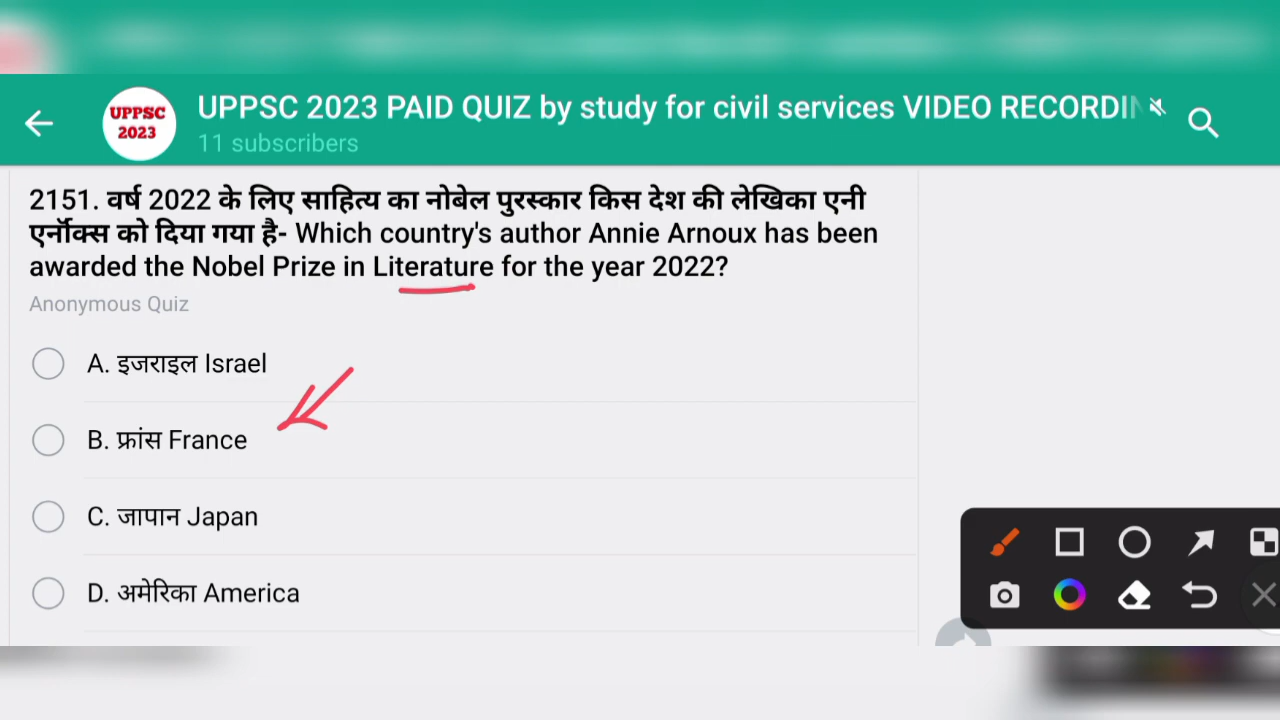 UPPSC
2023
UPPSC 2023 PAID QUIZ by study for civil services VIDEO RECORDIN
11 subscribers
2151. वर्ष 2022 के लिए साहित्य का नोबेल पुरस्कार किस देश की लेखिका एनी
एर्नॉक्स को दिया गया है- Which country's author Annie Arnoux has been
awarded the Nobel Prize in Literature for the year 2022?
Anonymous Quiz
A. इजराइल Israel
B. फ्रांस France
C. जापान Japan
D. अमेरिका America